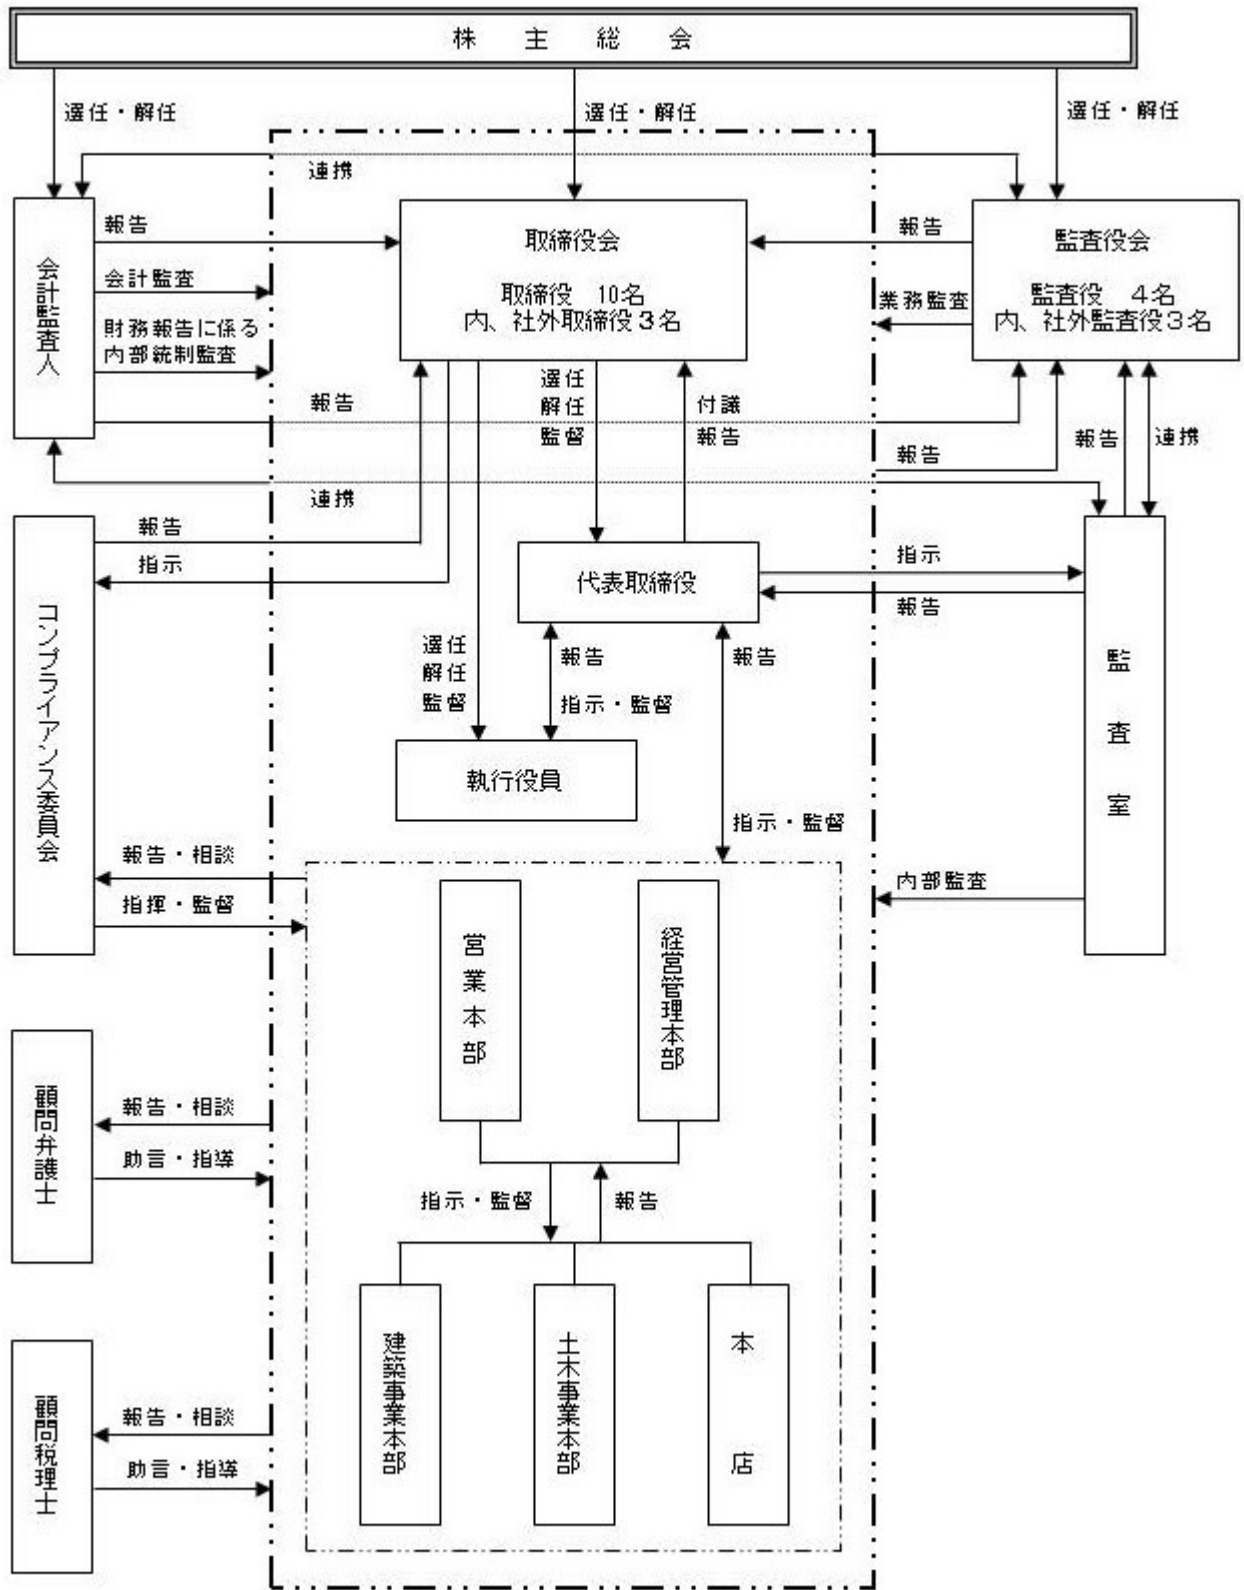 株主総会
選任・解任
選任・解任
選任・解任
連携
会計監査人
報告
会計監査
財務報告に係る
内部統制監査
取締役会
取締役 10名
内、社外取締役3名
報告
業務監査
監査役会
監査役 4名
内、社外監査役3名
報告
選任
解任
監督
付議
報告
報告
報告
連携
連携
コンプライアンス委員会
報告
指示
代表取締役
指示
報告
監査室
選任
解任
監督
報告
指示・監督
報告
指示・監督
執行役員
報告・相談
指揮・監督
内部監査
営業本部
経営管理本部
顧問弁護士
報告・相談
助言・指導
指示・監督
報告
建築事業本部
土木事業本部
本店
顧問税理士
報告・相談
助言・指導